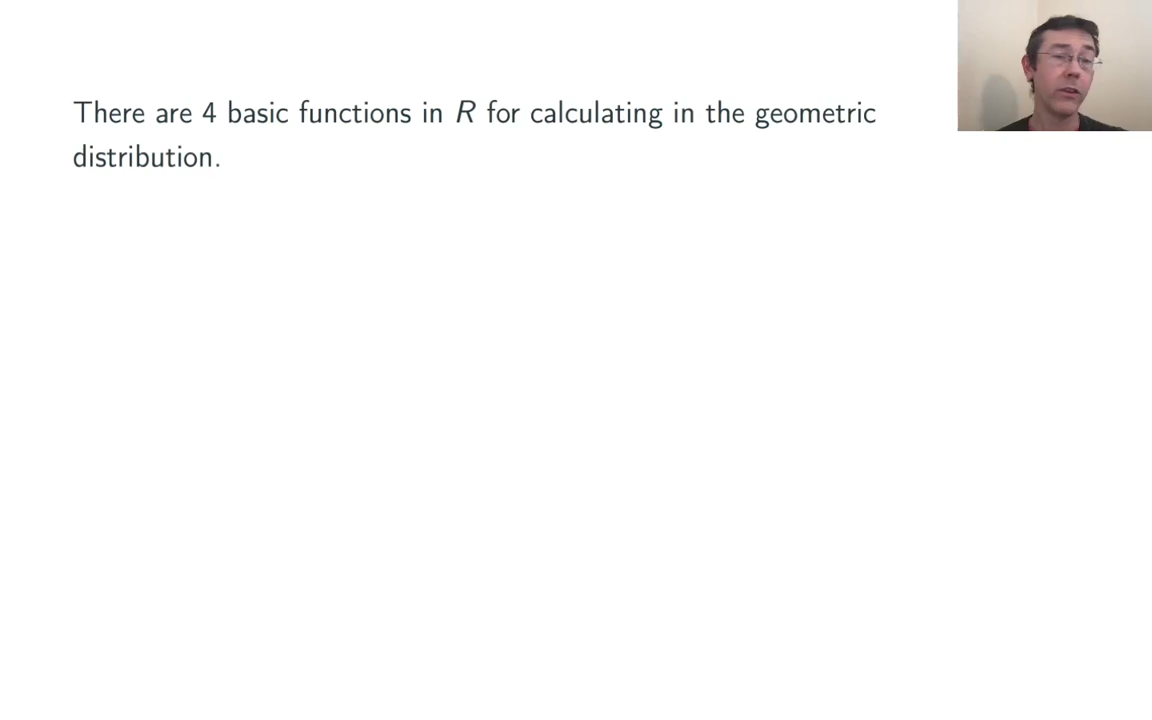 There are 4 basic functions in R for calculating in the geometric
distribution.